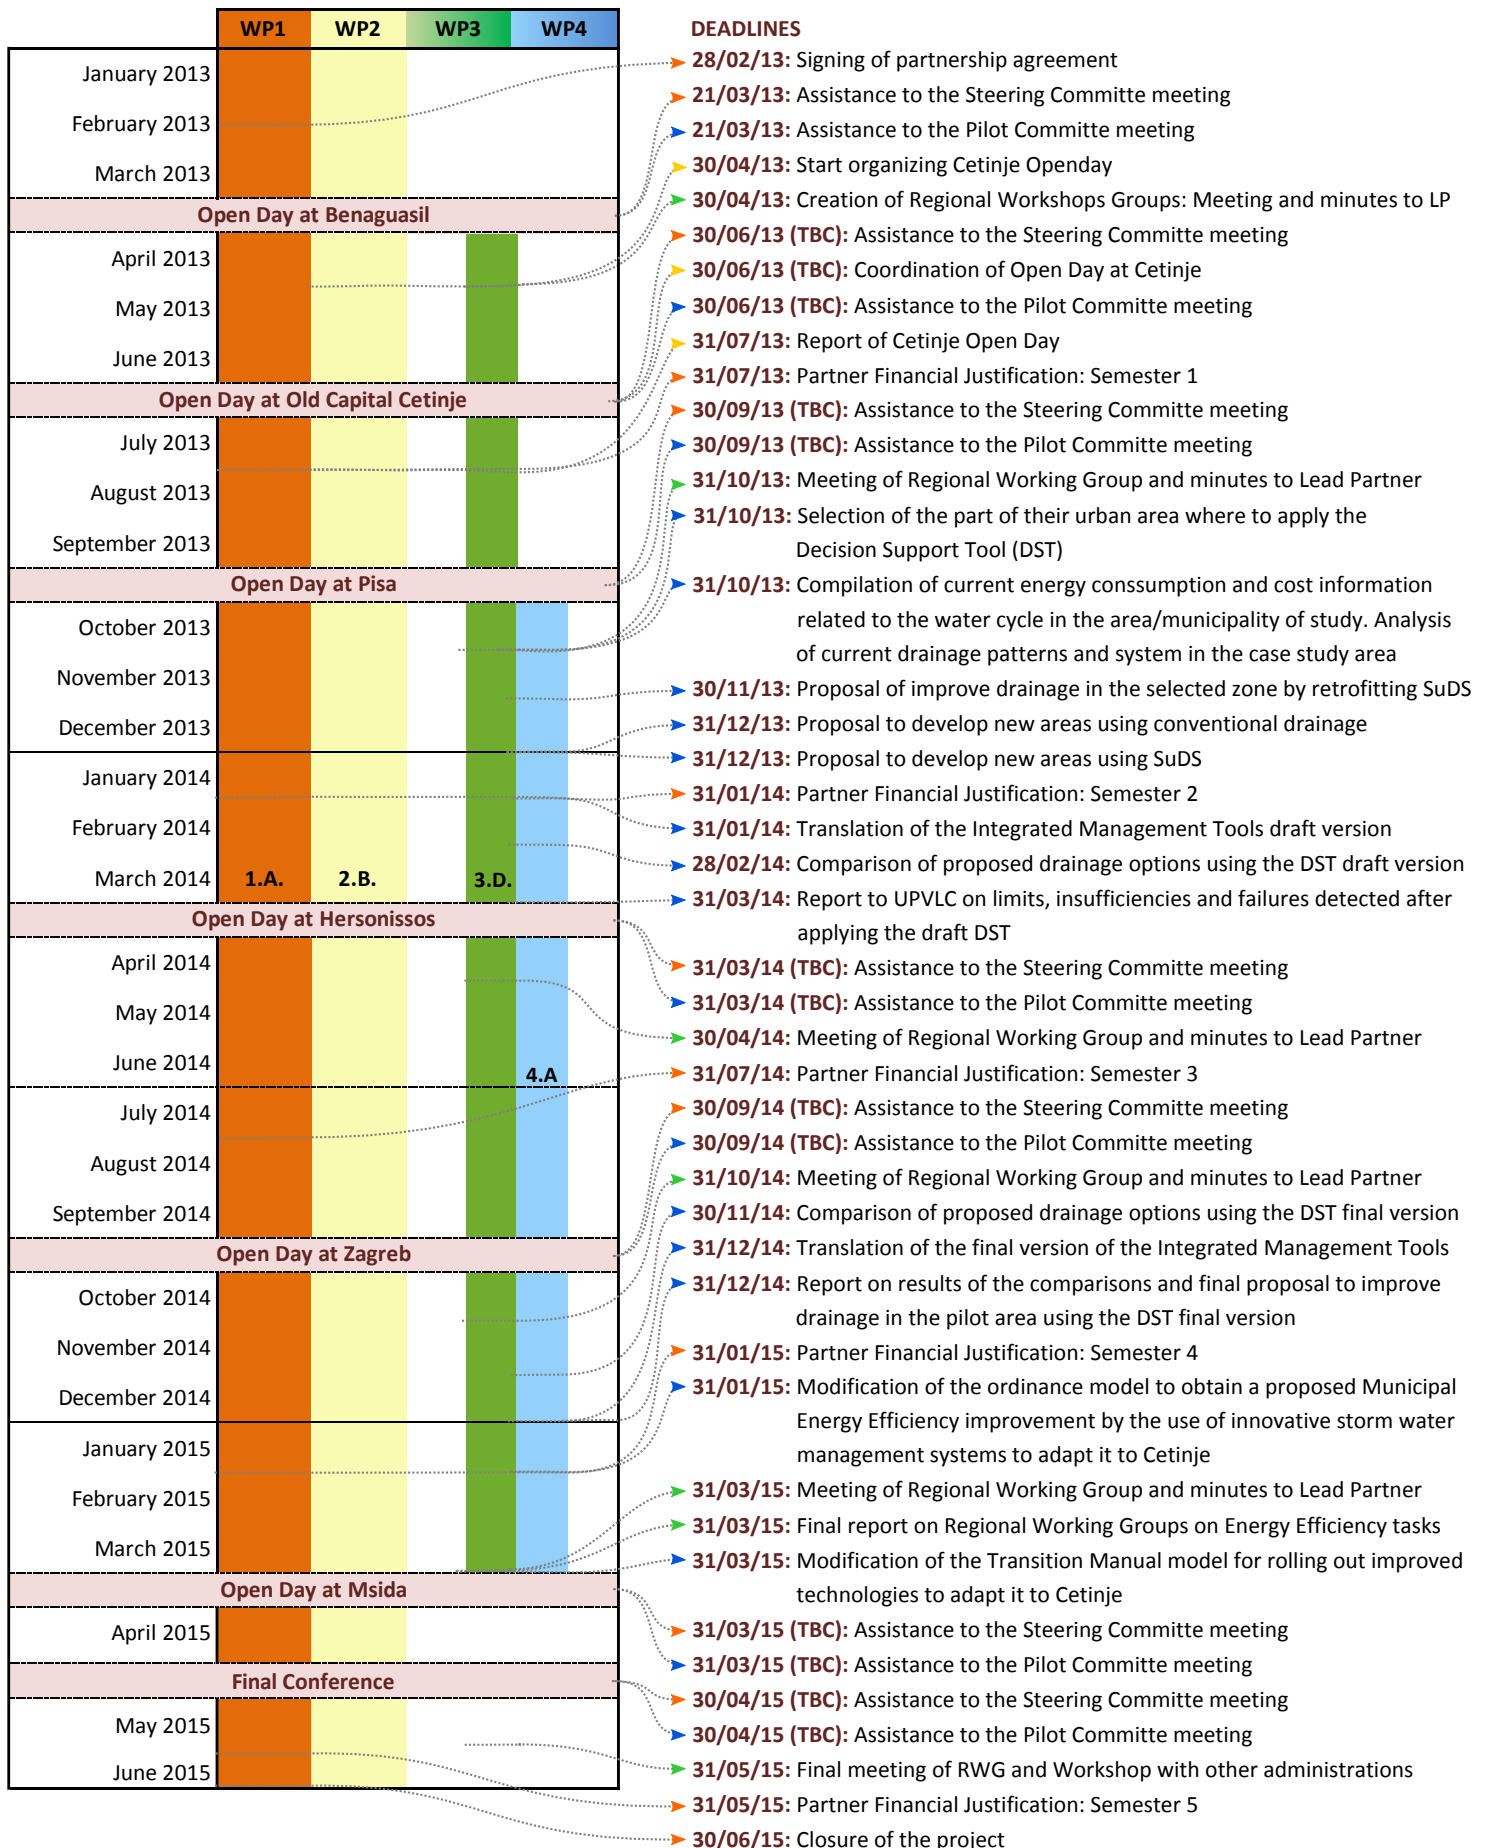 WP1 WP2 WP3 WP4
January 2013
February 2013
March 2013
Open Day at Benaguasil
April 2013
May 2013
June 2013
Open Day at Old Capital Cetinje
July 2013
August 2013
September 2013
Open Day at Pisa
October 2013
November 2013
December 2013
January 2014
February 2014
March 2014 1.A. 2.B. 3.D.
Open Day at Hersonissos
April 2014
May 2014
June 2014
4.A
July 2014
August 2014
September 2014
Open Day at Zagreb
October 2014
November 2014
December 2014
January 2015
February 2015
March 2015
Open Day at Msida
April 2015
Final Conference
May 2015
June 2015
DEADLINES
28/02/13: Signing of partnership agreement
21/03/13: Assistance to the Steering Committe meeting
21/03/13: Assistance to the Pilot Committe meeting
30/04/13: Start organizing Cetinje Openday
30/04/13: Creation of Regional Workshops Groups: Meeting and minutes to LP
30/06/13 (TBC): Assistance to the Steering Committe meeting
30/06/13 (TBC): Coordination of Open Day at Cetinje
30/06/13 (TBC): Assistance to the Pilot Committe meeting
31/07/13: Report of Cetinje Open Day
31/07/13: Partner Financial Justification: Semester 1
30/09/13 (TBC): Assistance to the Steering Committe meeting
30/09/13 (TBC): Assistance to the Pilot Committe meeting
31/10/13: Meeting of Regional Working Group and minutes to Lead Partner
31/10/13: Selection of the part of their urban area where to apply the
Decision Support Tool (DST)
31/10/13: Compilation of current energy conssumption and cost information
related to the water cycle in the area/municipality of study. Analysis
of current drainage patterns and system in the case study area
30/11/13: Proposal of improve drainage in the selected zone by retrofitting SuDS
31/12/13: Proposal to develop new areas using conventional drainage
31/12/13: Proposal to develop new areas using SuDS
31/01/14: Partner Financial Justification: Semester 2
31/01/14: Translation of the Integrated Management Tools draft version
28/02/14: Comparison of proposed drainage options using the DST draft version
31/03/14: Report to UPVLC on limits, insufficiencies and failures detected after
applying the draft DST
31/03/14 (TBC): Assistance to the Steering Committe meeting
31/03/14 (TBC): Assistance to the Pilot Committe meeting
30/04/14: Meeting of Regional Working Group and minutes to Lead Partner
31/07/14: Partner Financial Justification: Semester 3
30/09/14 (TBC): Assistance to the Steering Committe meeting
30/09/14 (TBC): Assistance to the Pilot Committe meeting
31/10/14: Meeting of Regional Working Group and minutes to Lead Partner
30/11/14: Comparison of proposed drainage options using the DST final version
31/12/14: Translation of the final version of the Integrated Management Tools
31/12/14: Report on results of the comparisons and final proposal to improve
drainage in the pilot area using the DST final version
31/01/15: Partner Financial Justification: Semester 4
31/01/15: Modification of the ordinance model to obtain a proposed Municipal
Energy Efficiency improvement by the use of innovative storm water
management systems to adapt it to Cetinje
31/03/15: Meeting of Regional Working Group and minutes to Lead Partner
31/03/15: Final report on Regional Working Groups on Energy Efficiency tasks
31/03/15: Modification of the Transition Manual model for rolling out improved
technologies to adapt it to Cetinje
31/03/15 (TBC): Assistance to the Steering Committe meeting
31/03/15 (TBC): Assistance to the Pilot Committe meeting
30/04/15 (TBC): Assistance to the Steering Committe meeting
30/04/15 (TBC): Assistance to the Pilot Committe meeting
31/05/15: Final meeting of RWG and Workshop with other administrations
31/05/15: Partner Financial Justification: Semester 5
30/06/15: Closure of the project